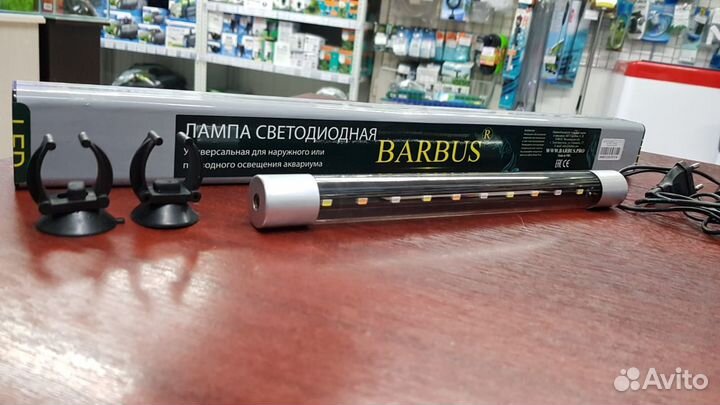 LED
ЛАМПА СВЕТОДИОДНАЯ
Универсальная для наружного или
подводного освещения аквариума
BARBUS
R
WWW.BARBUS.PRO
Avito